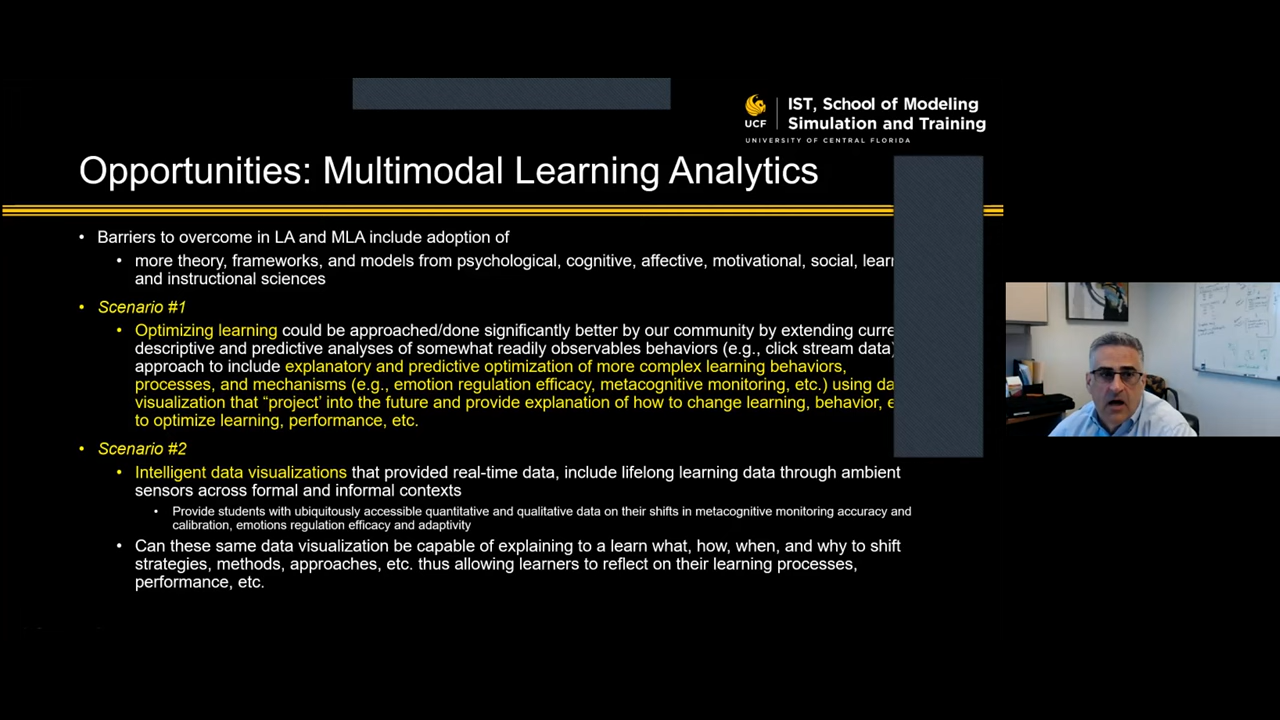 UCF
IST, School of Modeling
Simulation and Training
UNIVERSITY OF CENTRAL FLORIDA
Opportunities: Multimodal Learning Analytics
• Barriers to overcome in LA and MLA include adoption of
• more theory, frameworks, and models from psychological, cognitive, affective, motivational, social,
and instructional sciences
• Scenario #1
• Optimizing learning could be approached/done significantly better by our community by extending
descriptive and predictive analyses of somewhat readily observables behaviors (e.g., click stream data)
approach to include explanatory and predictive optimization of more complex learning behaviors,
processes, and mechanisms (e.g., emotion regulation efficacy, metacognitive monitoring, etc.) using
visualization that “project’ into the future and provide explanation of how to change learning, behavior,
to optimize learning, performance, etc.
• Scenario #2
• Intelligent data visualizations that provided real-time data, include lifelong learning data through ambient
sensors across formal and informal contexts
• Provide students with ubiquitously accessible quantitative and qualitative data on their shifts in metacognitive monitoring accuracy and
calibration, emotions regulation efficacy and adaptivity
• Can these same data visualization be capable of explaining to a learn what, how, when, and why to shift
strategies, methods, approaches, etc. thus allowing learners to reflect on their learning processes,
performance, etc.